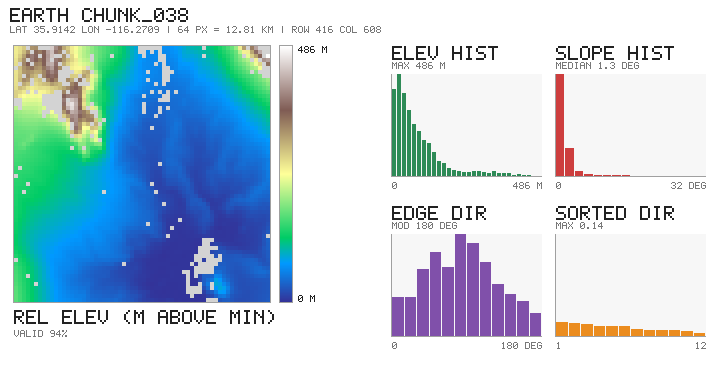 EARTH CHUNK_038
LAT 35.9142 LON -116.2709 | 64 PX = 12.81 KM | ROW 416 COL 608
486 M
0 M
REL ELEV (M ABOVE MIN)
VALID 94%
ELEV HIST
MAX 486 M
0 486 M
SLOPE HIST
MEDIAN 1.3 DEG
0 32 DEG
EDGE DIR
MOD 180 DEG
0 180 DEG
SORTED DIR
MAX 0.14
1 12